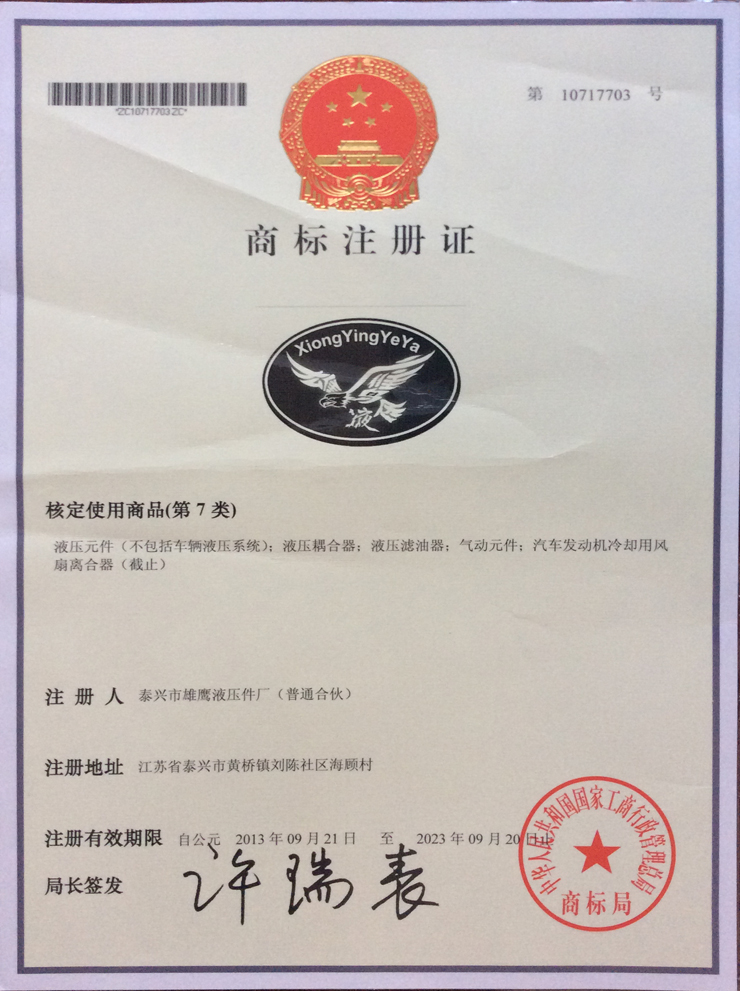 第 10717703 号
*ZC10717703ZC*
商标注册证
XiongYingYeYa
液
核定使用商品(第 7 类)
液压元件（不包括车辆液压系统）；液压耦合器；液压滤油器；气动元件；汽车发动机冷却用风
扇离合器（截止）
注册人 泰兴市雄鹰液压件厂（普通合伙）
注册地址 江苏省泰兴市黄桥镇刘陈社区海顾村
注册有效期限 自公元 2013 年 09 月 21 日 至 2023 年 09 月 20 日止
局长签发 许瑞表
中华人民共和国国家工商行政管理总局
商标局